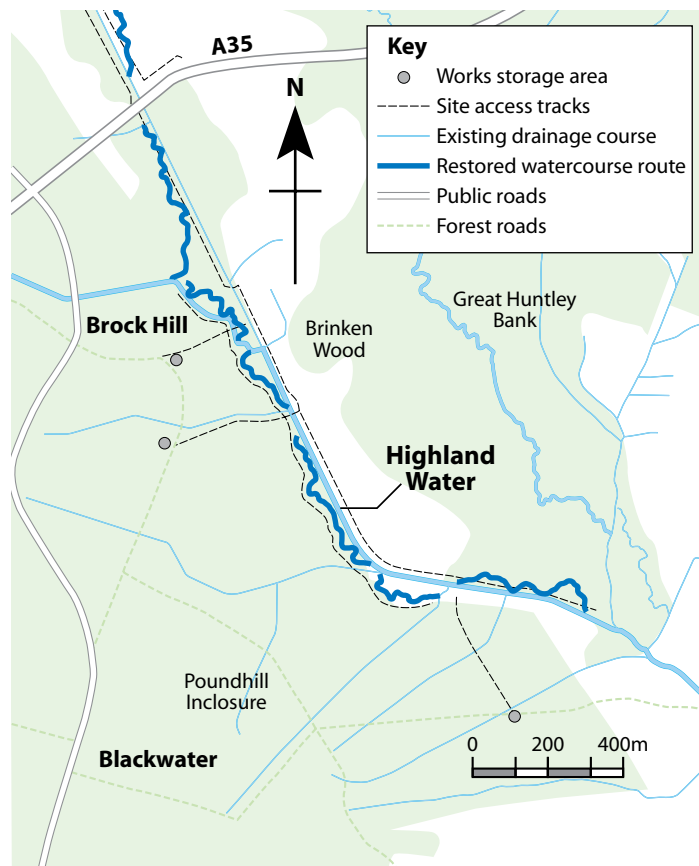 A35
N
Key
Works storage area
Site access tracks
Existing drainage course
Restored watercourse route
Public roads
Forest roads
Great Huntley
Bank
Brock Hill
Brinken
Wood
Highland
Water
Poundhill
Inclosure
Blackwater
0 200 400m